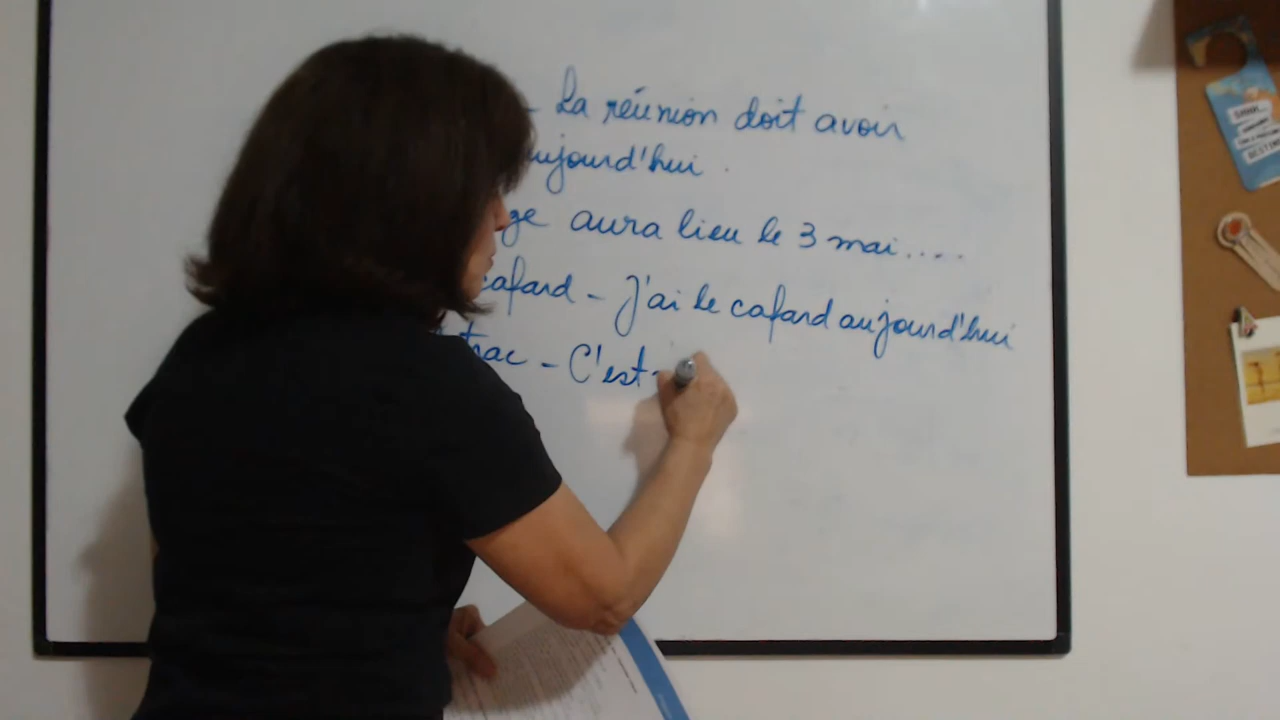 - La réunion doit avoir
ujourd'hui.
ge aura lieu le 3 mai....
cafard - J'ai le cafard aujourd'hui
trac - C'est-